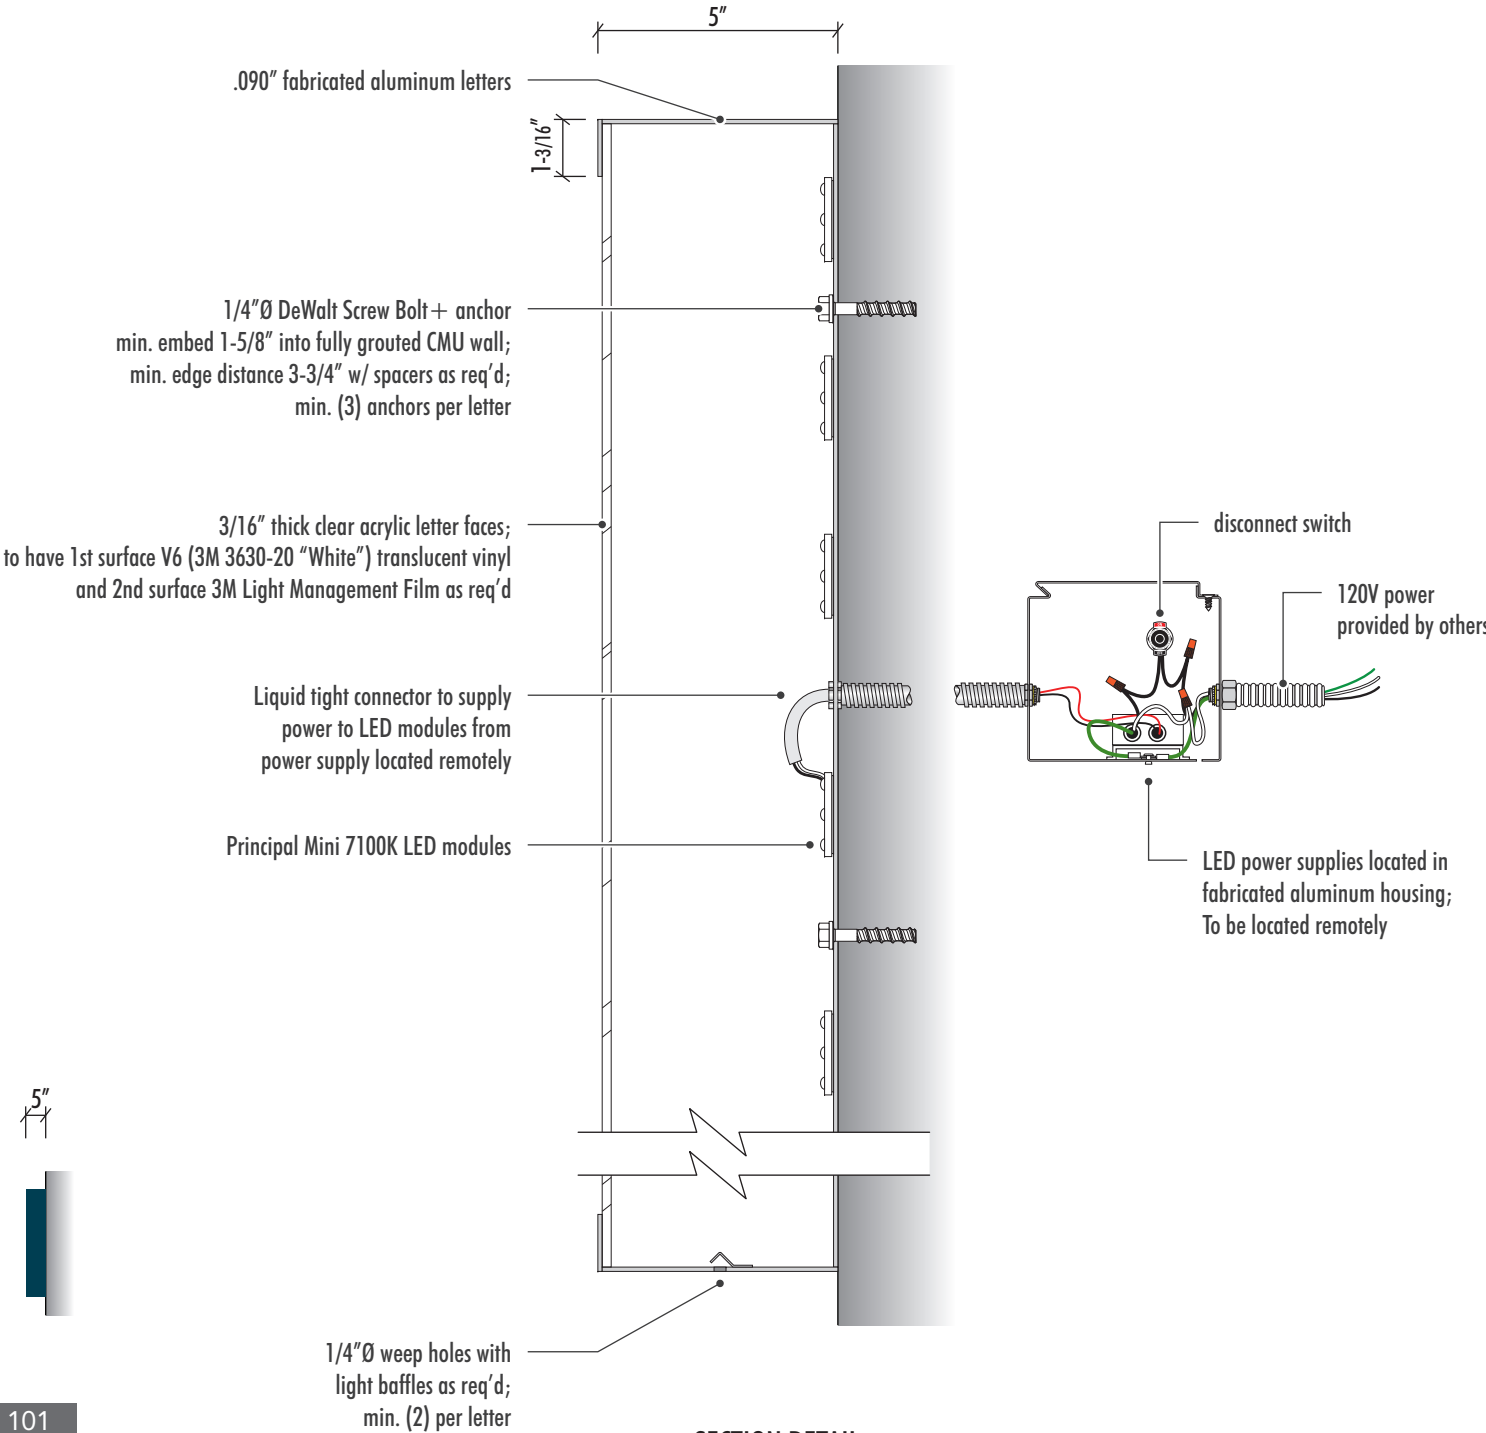 5"
.090" fabricated aluminum letters
1-3/16"
1/4"Ø DeWalt Screw Bolt+ anchor
min. embed 1-5/8" into fully grouted CMU wall;
min. edge distance 3-3/4" w/ spacers as req'd;
min. (3) anchors per letter
3/16" thick clear acrylic letter faces;
to have 1st surface V6 (3M 3630-20 "White") translucent vinyl
and 2nd surface 3M Light Management Film as req'd
disconnect switch
120V power
provided by others
Liquid tight connector to supply
power to LED modules from
power supply located remotely
Principal Mini 7100K LED modules
LED power supplies located in
fabricated aluminum housing;
To be located remotely
5"
1/4"Ø weep holes with
light baffles as req'd;
min. (2) per letter
101
SECTION DETAIL